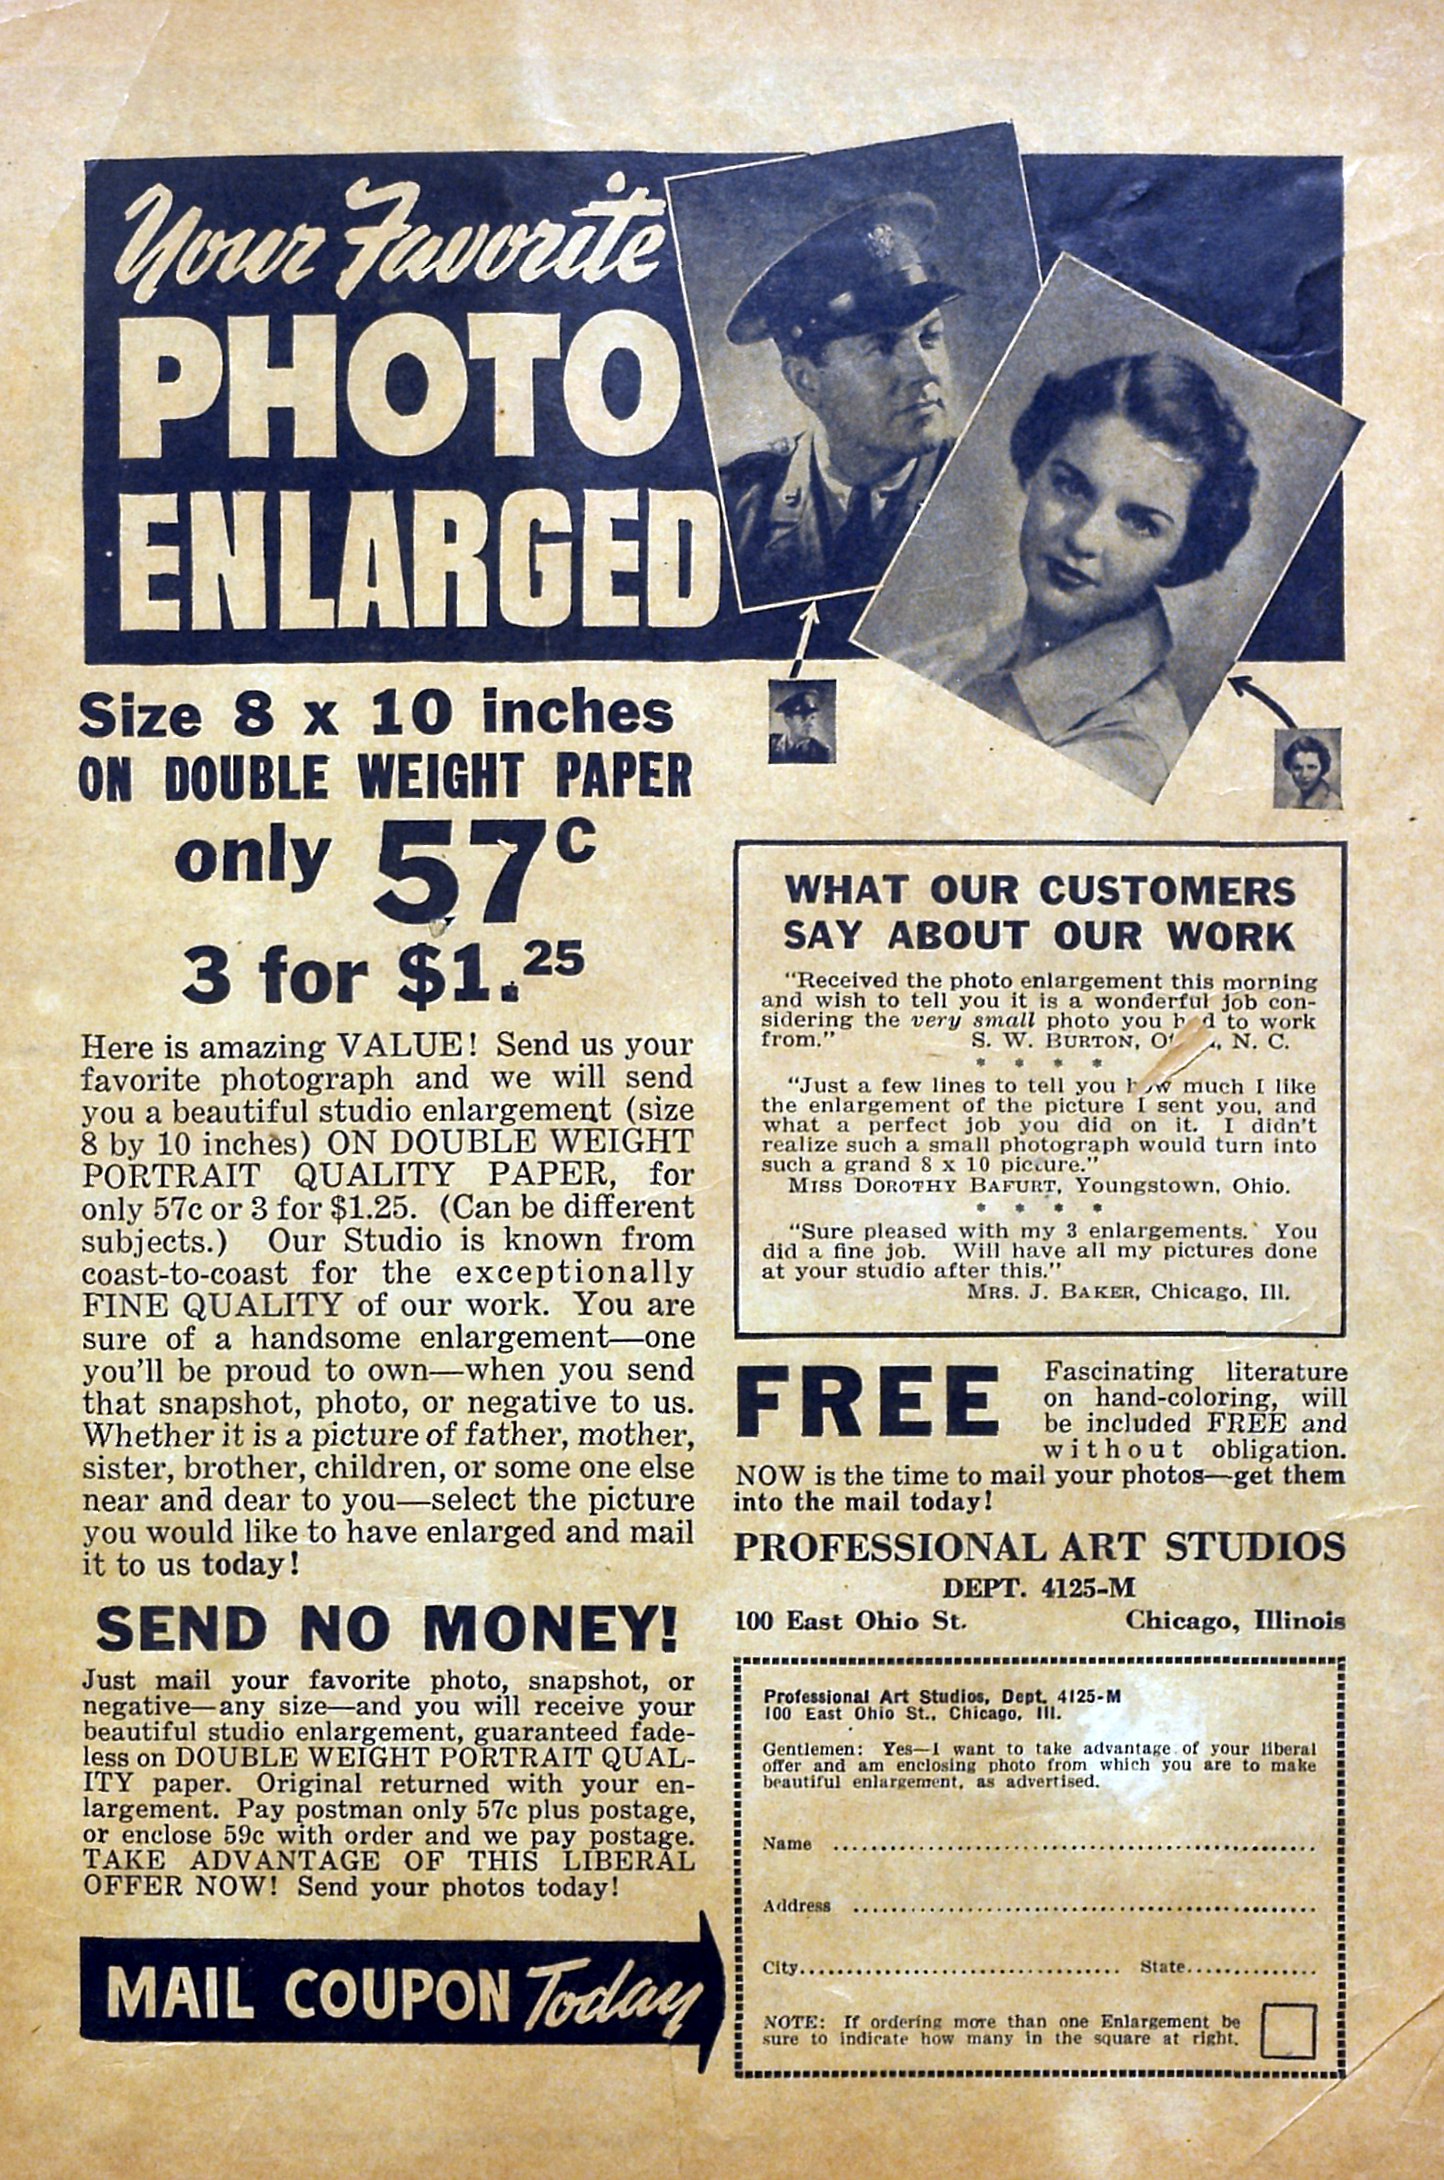 Your Favorite
PHOTO
ENLARGED
Size 8 x 10 inches
ON DOUBLE WEIGHT PAPER
only 57c
3 for $1.25
Here is amazing VALUE! Send us your
favorite photograph and we will send
you a beautiful studio enlargement (size
8 by 10 inches) ON DOUBLE WEIGHT
PORTRAIT QUALITY PAPER, for
only 57c or 3 for $1.25. (Can be different
subjects.) Our Studio is known from
coast-to-coast for the exceptionally
FINE QUALITY of our work. You are
sure of a handsome enlargement—one
you'll be proud to own—when you send
that snapshot, photo, or negative to us.
Whether it is a picture of father, mother,
sister, brother, children, or some one else
near and dear to you—select the picture
you would like to have enlarged and mail
it to us today!
SEND NO MONEY!
Just mail your favorite photo, snapshot, or
negative—any size—and you will receive your
beautiful studio enlargement, guaranteed fade-
less on DOUBLE WEIGHT PORTRAIT QUAL-
ITY paper. Original returned with your en-
largement. Pay postman only 57c plus postage,
or enclose 59c with order and we pay postage.
TAKE ADVANTAGE OF THIS LIBERAL
OFFER NOW! Send your photos today!
MAIL COUPON Today
WHAT OUR CUSTOMERS
SAY ABOUT OUR WORK
"Received the photo enlargement this morning
and wish to tell you it is a wonderful job con-
sidering the very small photo you had to work
from." S. W. BURTON, N. C.
* * * *
"Just a few lines to tell you how much I like
the enlargement of the picture I sent you, and
what a perfect job you did on it. I didn't
realize such a small photograph would turn into
such a grand 8 x 10 picture."
MISS DOROTHY BAFURT, Youngstown, Ohio.
* * * *
"Sure pleased with my 3 enlargements. You
did a fine job. Will have all my pictures done
at your studio after this."
MRS. J. BAKER, Chicago, Ill.
FREE Fascinating literature
on hand-coloring, will
be included FREE and
without obligation.
NOW is the time to mail your photos—get them
into the mail today!
PROFESSIONAL ART STUDIOS
DEPT. 4125-M
100 East Ohio St. Chicago, Illinois
Professional Art Studios, Dept. 4125-M
100 East Ohio St., Chicago, Ill.
Gentlemen: Yes—I want to take advantage of your liberal
offer and am enclosing photo from which you are to make
beautiful enlargement, as advertised.
Name
Address
City State
NOTE: If ordering more than one Enlargement be
sure to indicate how many in the square at right.